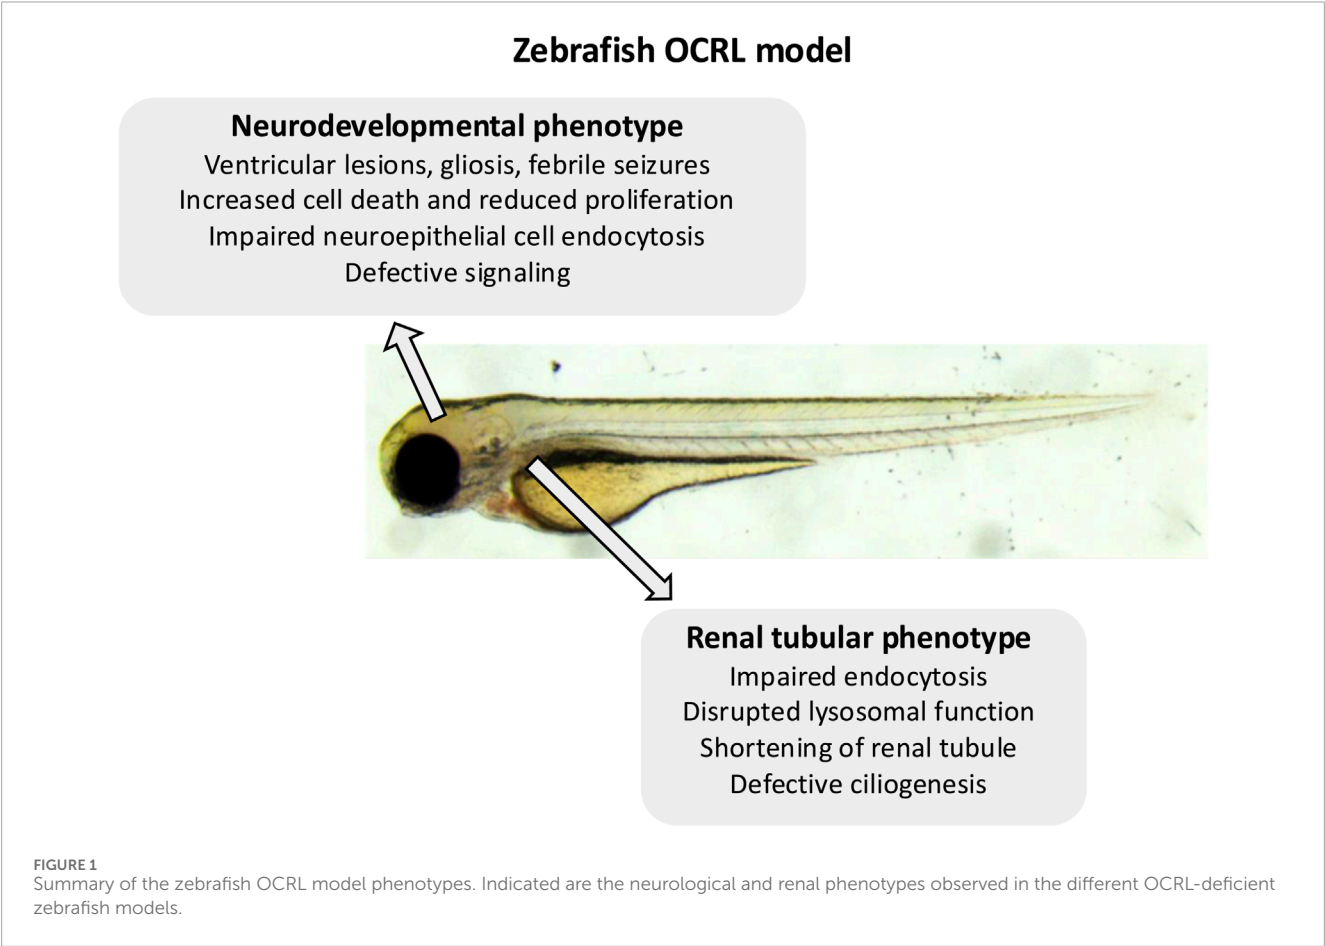 Zebrafish OCRL model
Neurodevelopmental phenotype
Ventricular lesions, gliosis, febrile seizures
Increased cell death and reduced proliferation
Impaired neuroepithelial cell endocytosis
Defective signaling
Renal tubular phenotype
Impaired endocytosis
Disrupted lysosomal function
Shortening of renal tubule
Defective ciliogenesis
FIGURE 1
Summary of the zebrafish OCRL model phenotypes. Indicated are the neurological and renal phenotypes observed in the different OCRL-deficient
zebrafish models.